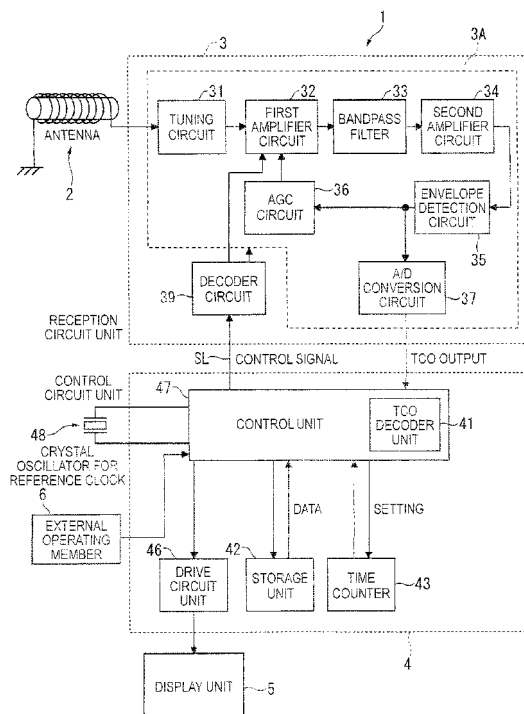 1
3
3A
31
32
33
34
TUNING
CIRCUIT
FIRST
AMPLIFIER
CIRCUIT
BANDPASS
FILTER
SECOND
AMPLIFIER
CIRCUIT
ANTENNA
2
36
AGC CIRCUIT
ENVELOPE
DETECTION
CIRCUIT
35
DECODER
CIRCUIT
39
A/D
CONVERSION
CIRCUIT
37
RECEPTION
CIRCUIT UNIT
SL
CONTROL SIGNAL
TCO OUTPUT
CONTROL
CIRCUIT UNIT
47
48
CONTROL UNIT
TCO
DECODER
UNIT
41
CRYSTAL
OSCILLATOR FOR
REFERENCE CLOCK
6
EXTERNAL
OPERATING
MEMBER
DATA
SETTING
46
42
DRIVE
CIRCUIT
UNIT
STORAGE
UNIT
TIME
COUNTER
43
4
DISPLAY UNIT
5